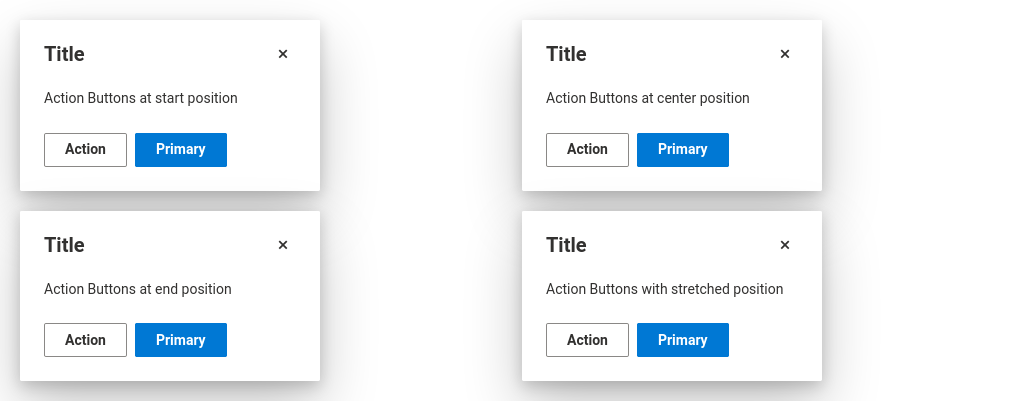 Title ×
Action Buttons at start position
Action Primary
Title ×
Action Buttons at center position
Action Primary
Title ×
Action Buttons at end position
Action Primary
Title ×
Action Buttons with stretched position
Action Primary